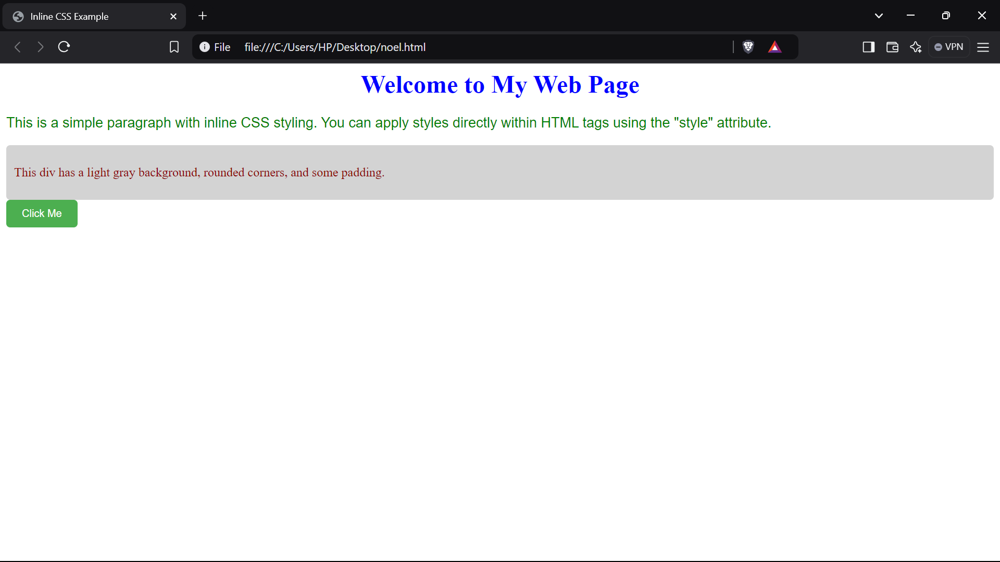 Inline CSS Example
File file:///C:/Users/HP/Desktop/noel.html
VPN
Welcome to My Web Page
This is a simple paragraph with inline CSS styling. You can apply styles directly within HTML tags using the "style" attribute.
This div has a light gray background, rounded corners, and some padding.
Click Me